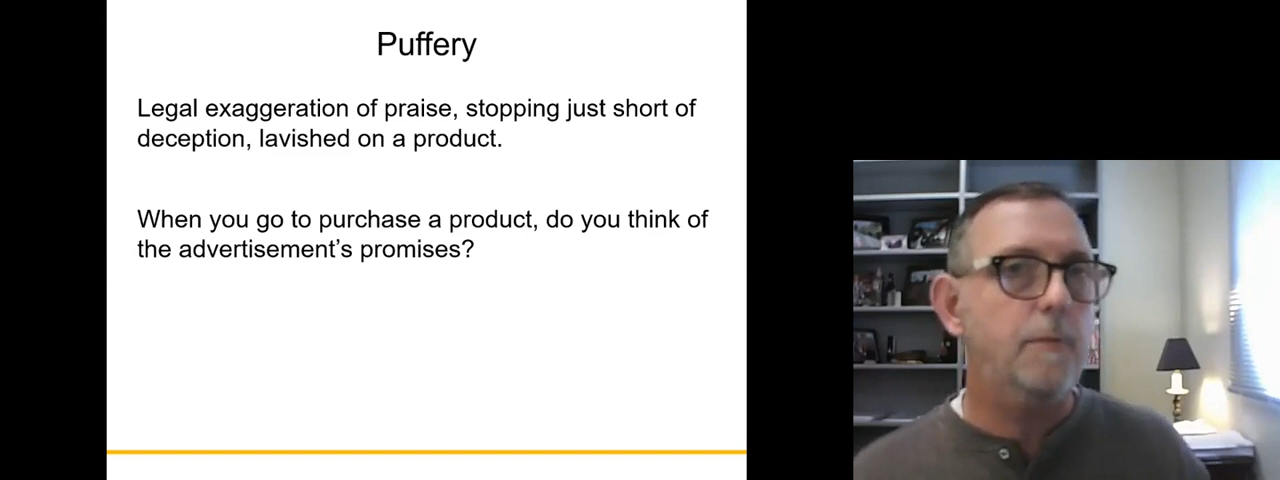 Puffery
Legal exaggeration of praise, stopping just short of
deception, lavished on a product.
When you go to purchase a product, do you think of
the advertisement’s promises?